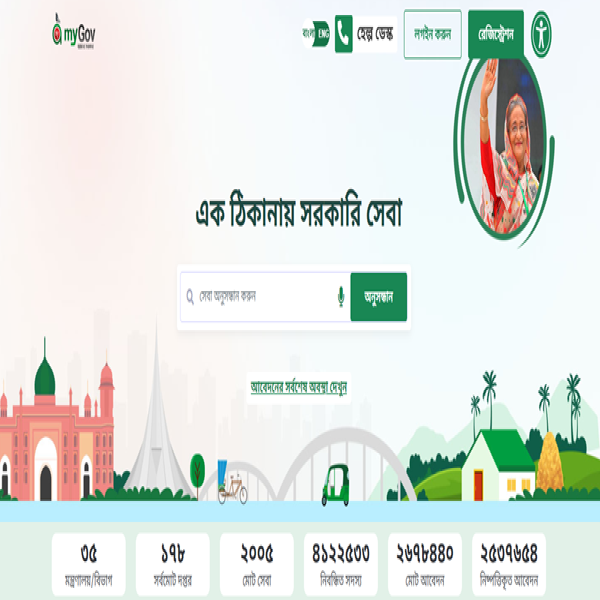 myGov
বাংলা ENG
হেল্প ডেস্ক
লগইন করুন
রেজিস্ট্রেশন
এক ঠিকানায় সরকারি সেবা
সেবা অনুসন্ধান করুন
অনুসন্ধান
আবেদনের সর্বশেষ অবস্থা দেখুন
৩৫
মন্ত্রণালয়/বিভাগ
১৭৮
সর্বমোট দপ্তর
২০০৫
মোট সেবা
৪১২২৫৩৩
নিবন্ধিত সদস্য
২৬৭৮৪৪০
মোট আবেদন
২৫৩৭৬৫৪
নিষ্পত্তিকৃত আবেদন